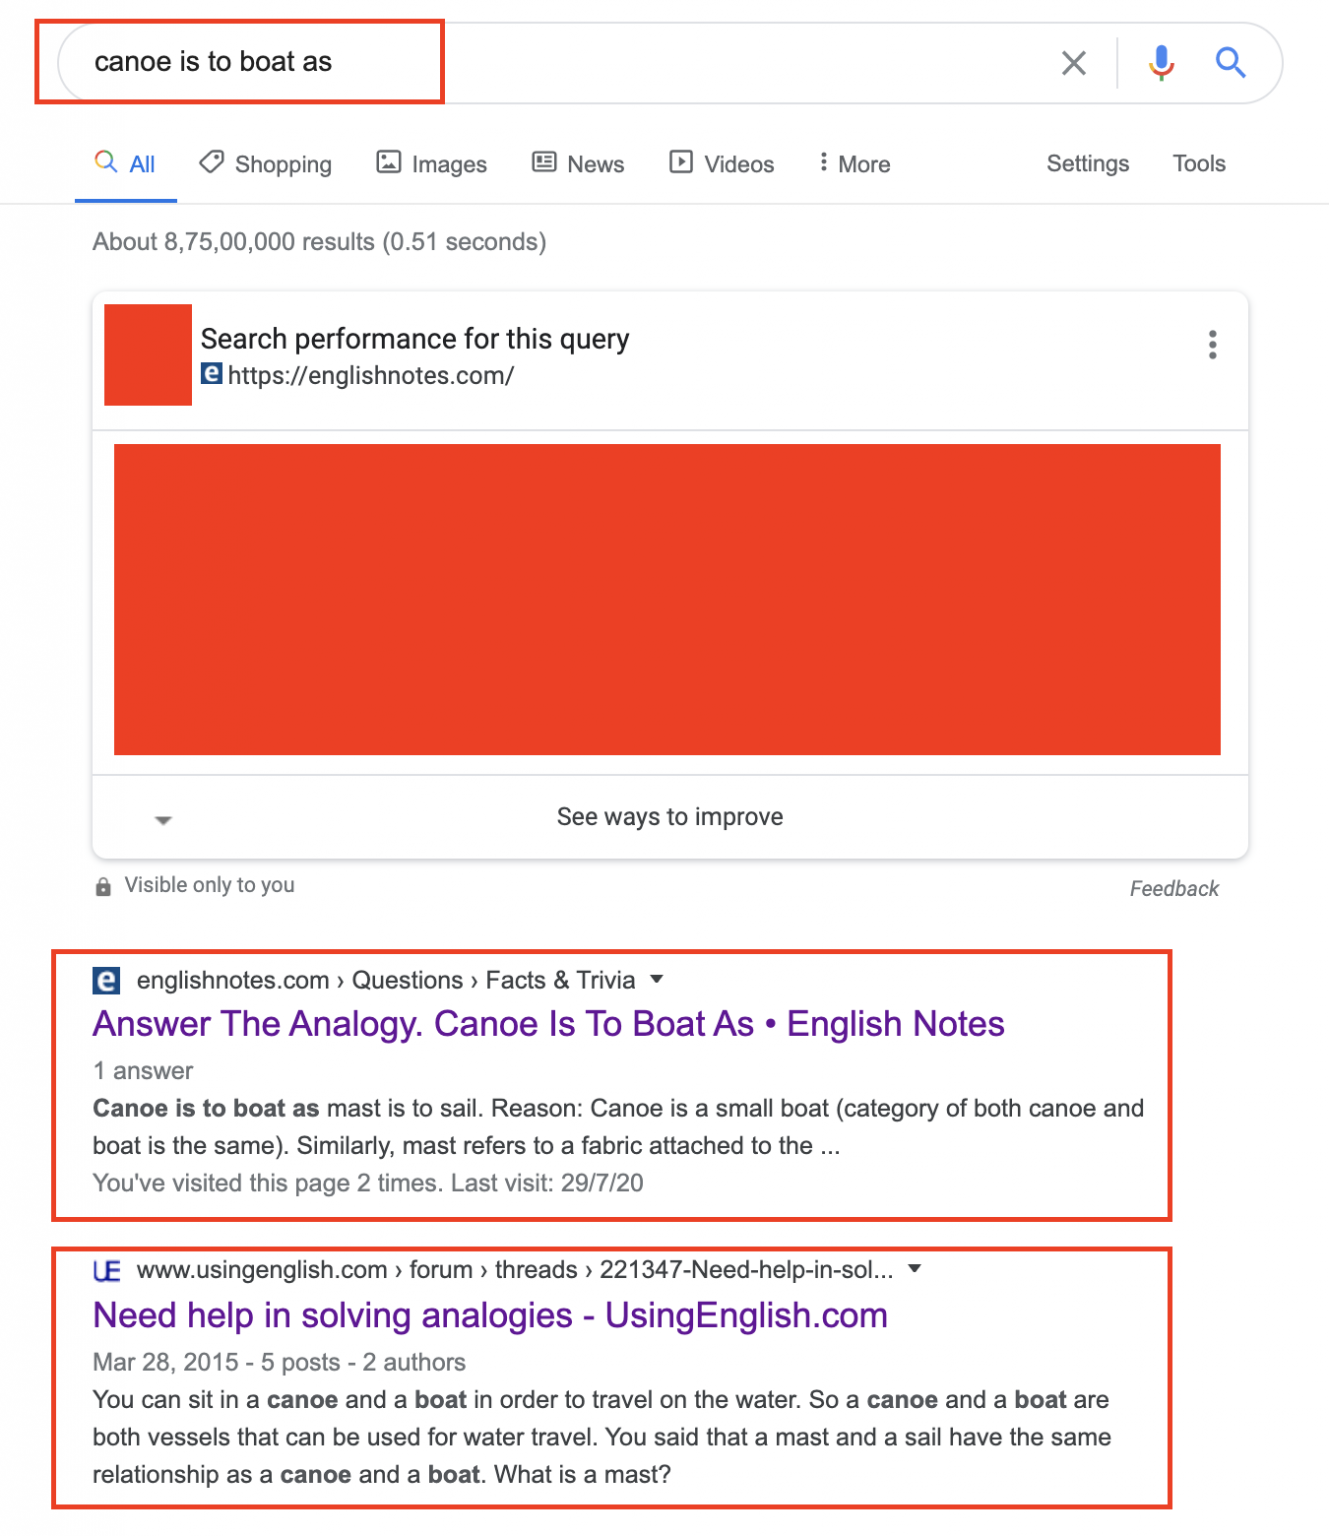 canoe is to boat as
All Shopping Images News Videos More Settings Tools
About 8,75,00,000 results (0.51 seconds)
Search performance for this query
e https://englishnotes.com/
See ways to improve
Visible only to you Feedback
e englishnotes.com › Questions › Facts & Trivia
Answer The Analogy. Canoe Is To Boat As • English Notes
1 answer
Canoe is to boat as mast is to sail. Reason: Canoe is a small boat (category of both canoe and
boat is the same). Similarly, mast refers to a fabric attached to the ...
You've visited this page 2 times. Last visit: 29/7/20
UE www.usingenglish.com › forum › threads › 221347-Need-help-in-sol...
Need help in solving analogies - UsingEnglish.com
Mar 28, 2015 - 5 posts - 2 authors
You can sit in a canoe and a boat in order to travel on the water. So a canoe and a boat are
both vessels that can be used for water travel. You said that a mast and a sail have the same
relationship as a canoe and a boat. What is a mast?